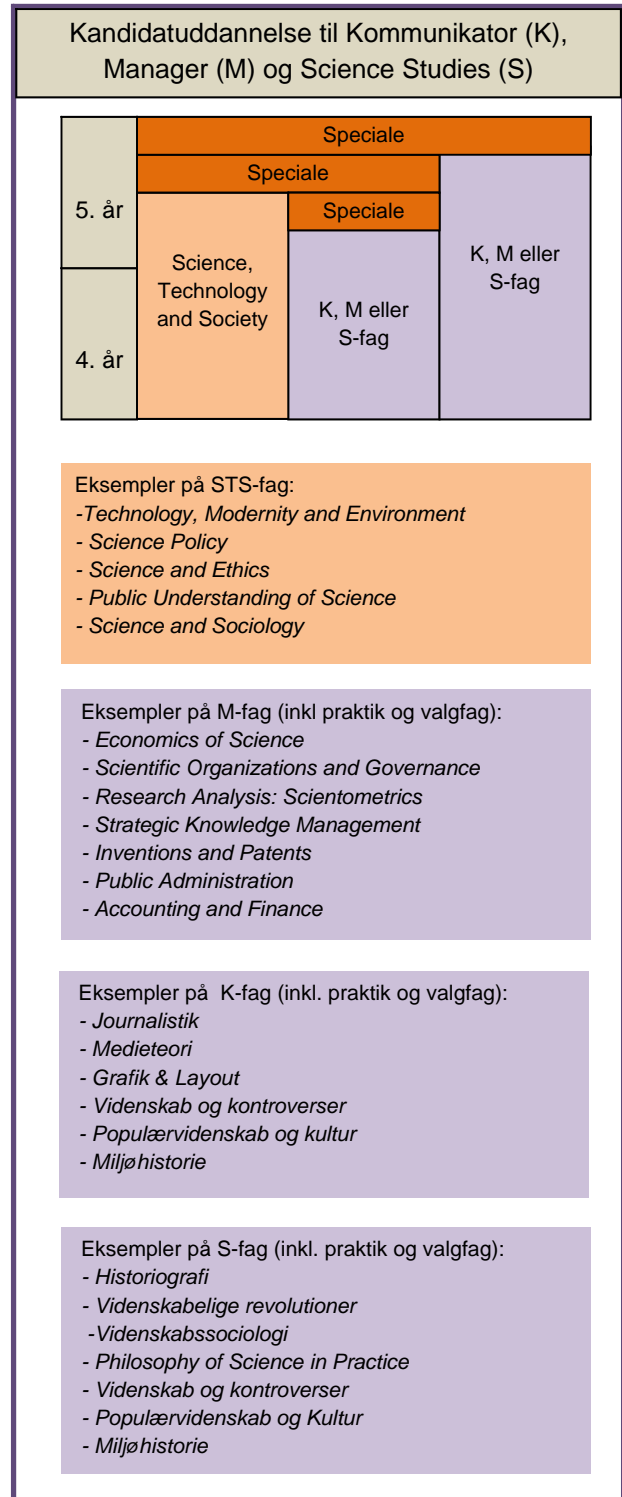 Kandidatuddannelse til Kommunikator (K),
Manager (M) og Science Studies (S)
Speciale
Speciale
5. år
Speciale
K, M eller
S-fag
Science,
Technology
and Society
K, M eller
S-fag
4. år
Eksempler på STS-fag:
-Technology, Modernity and Environment
- Science Policy
- Science and Ethics
- Public Understanding of Science
- Science and Sociology
Eksempler på M-fag (inkl praktik og valgfag):
- Economics of Science
- Scientific Organizations and Governance
- Research Analysis: Scientometrics
- Strategic Knowledge Management
- Inventions and Patents
- Public Administration
- Accounting and Finance
Eksempler på K-fag (inkl. praktik og valgfag):
- Journalistik
- Medieteori
- Grafik & Layout
- Videnskab og kontroverser
- Populærvidenskab og kultur
- Miljøhistorie
Eksempler på S-fag (inkl. praktik og valgfag):
- Historiografi
- Videnskabelige revolutioner
-Videnskabssociologi
- Philosophy of Science in Practice
- Videnskab og kontroverser
- Populærvidenskab og Kultur
- Miljøhistorie